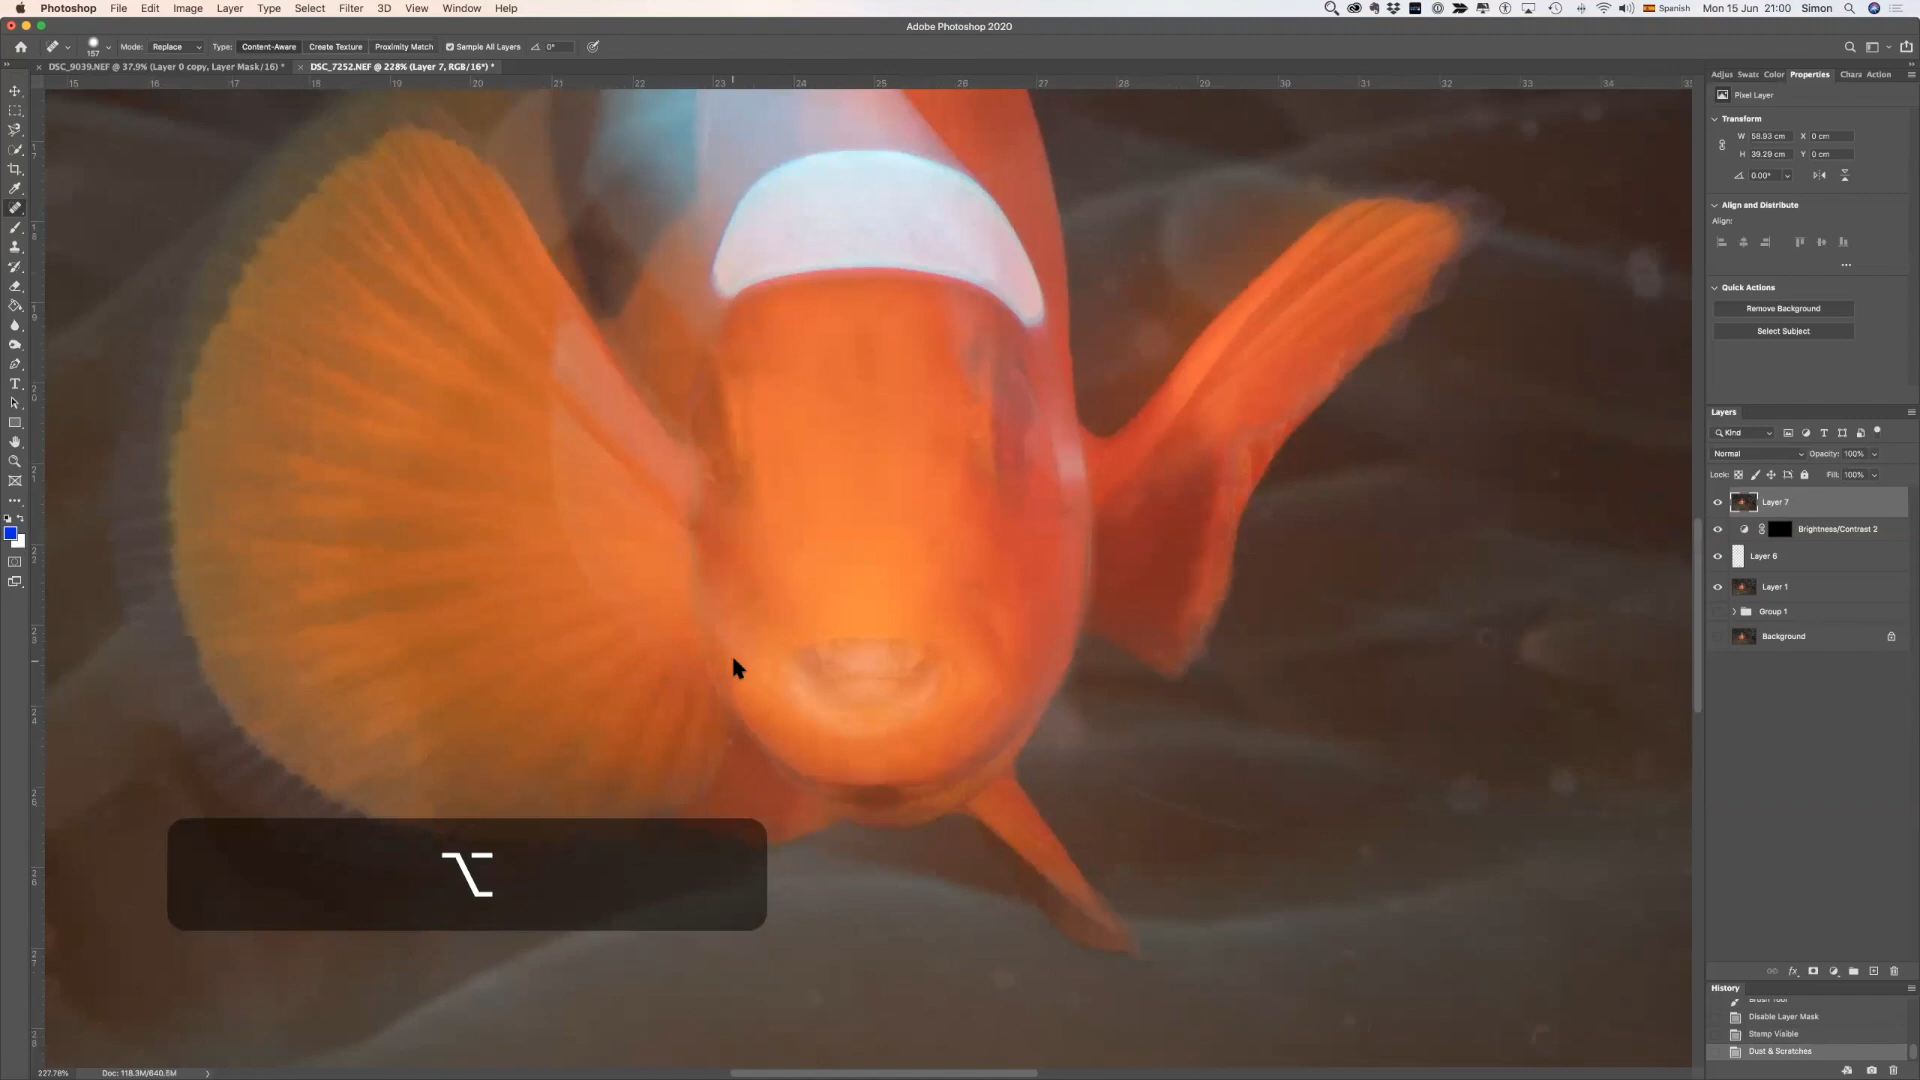 Photoshop File Edit Image Layer Type Select Filter 3D View Window Help
Spanish Mon 15 Jun 21:00 Simon
Adobe Photoshop 2020
157 Mode: Replace Type: Content-Aware Create Texture Proximity Match Sample All Layers 0°
DSC_9039.NEF @ 37.9% (Layer 0 copy, Layer Mask/16) *
DSC_7252.NEF @ 228% (Layer 7, RGB/16*) *
15 16 17 18 19 20 21 22 23 24 25 26 27 28 29 30 31 32 33
Adjus Swatc Color Properties Chara Action
Pixel Layer
Transform
W 58.93 cm X 0 cm
H 39.29 cm Y 0 cm
0.00°
Align and Distribute
Align:
Quick Actions
Remove Background
Select Subject
Layers
Kind
Normal Opacity: 100%
Lock: Fill: 100%
Layer 7
Brightness/Contrast 2
Layer 6
Layer 1
Group 1
Background
⌥
fx
History
Brush Tool
Disable Layer Mask
Stamp Visible
Dust & Scratches
227.78% Doc: 118.3M/640.5M